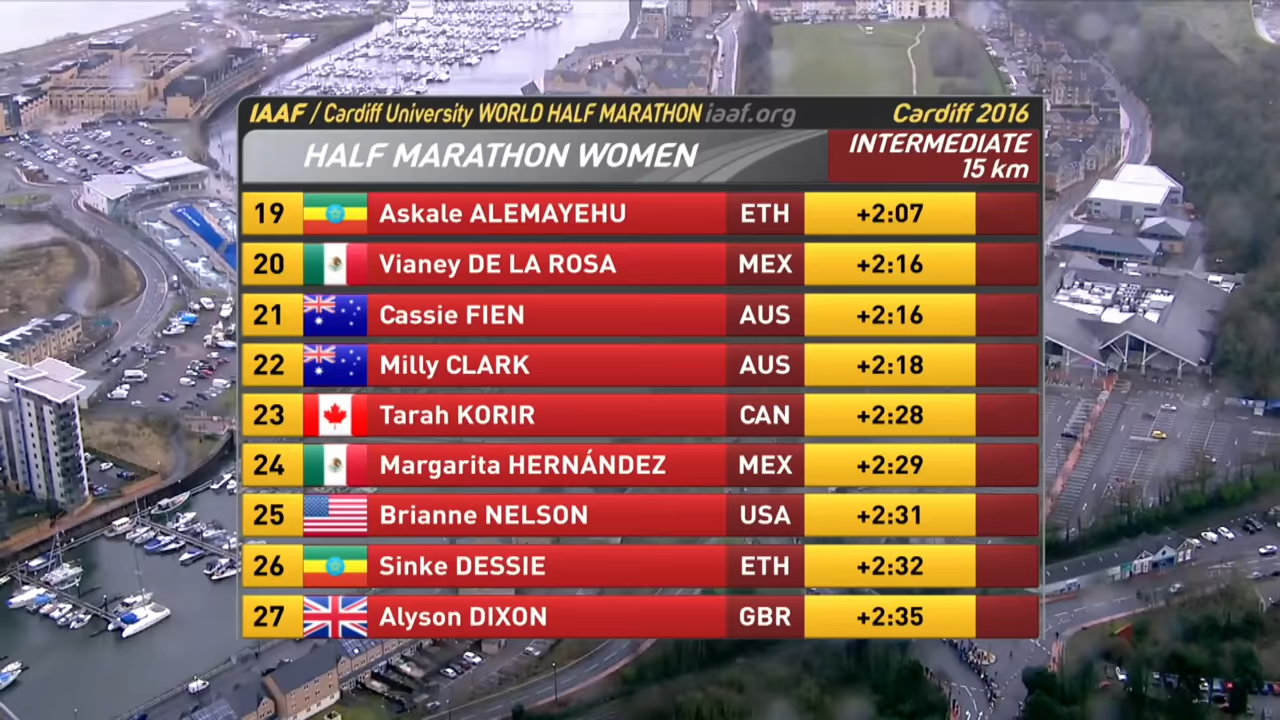 IAAF / Cardiff University WORLD HALF MARATHON iaaf.org Cardiff 2016
HALF MARATHON WOMEN INTERMEDIATE
15 km
19 Askale ALEMAYEHU ETH +2:07
20 Vianey DE LA ROSA MEX +2:16
21 Cassie FIEN AUS +2:16
22 Milly CLARK AUS +2:18
23 Tarah KORIR CAN +2:28
24 Margarita HERNÁNDEZ MEX +2:29
25 Brianne NELSON USA +2:31
26 Sinke DESSIE ETH +2:32
27 Alyson DIXON GBR +2:35